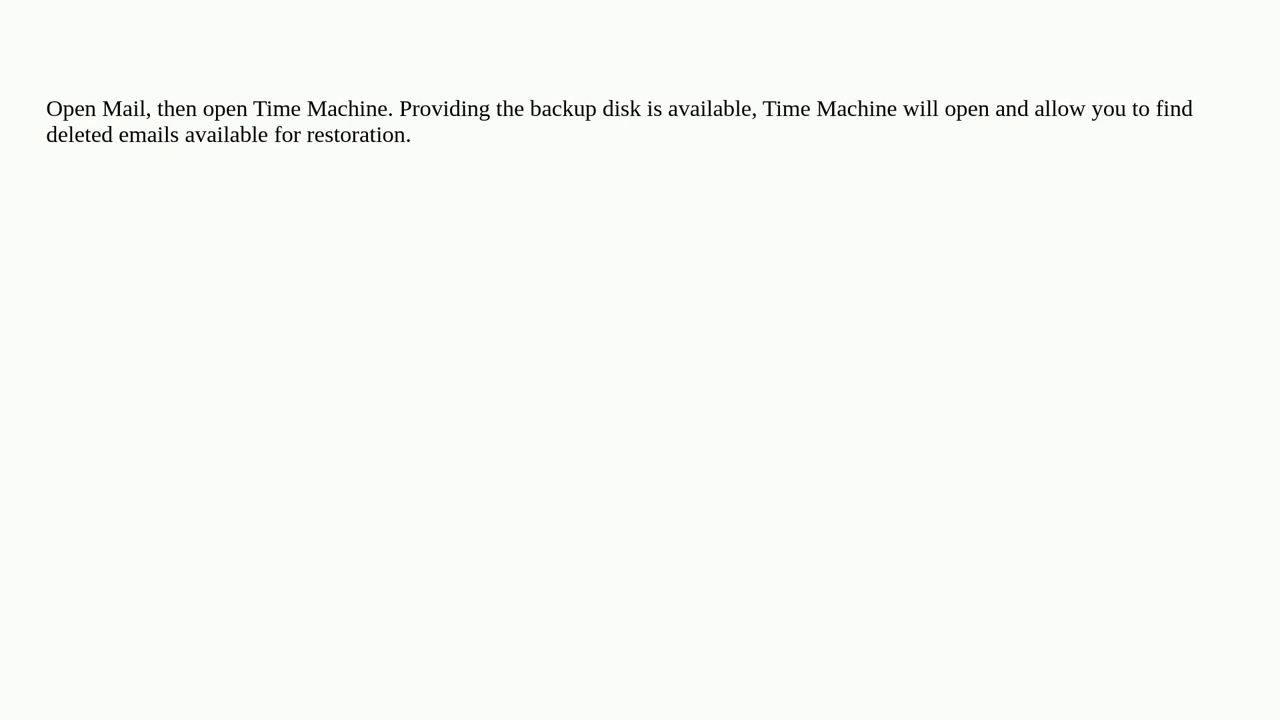 Open Mail, then open Time Machine. Providing the backup disk is available, Time Machine will open and allow you to find
deleted emails available for restoration.